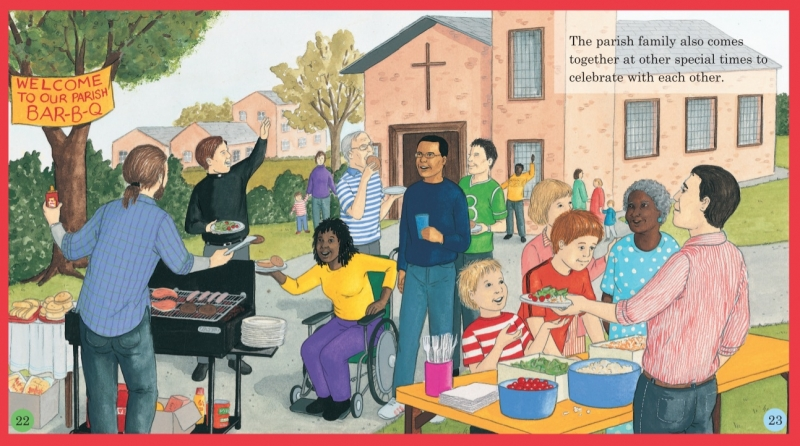 WELCOME
TO OUR PARISH
BAR-B-Q
The parish family also comes
together at other special times to
celebrate with each other.
8
22
23